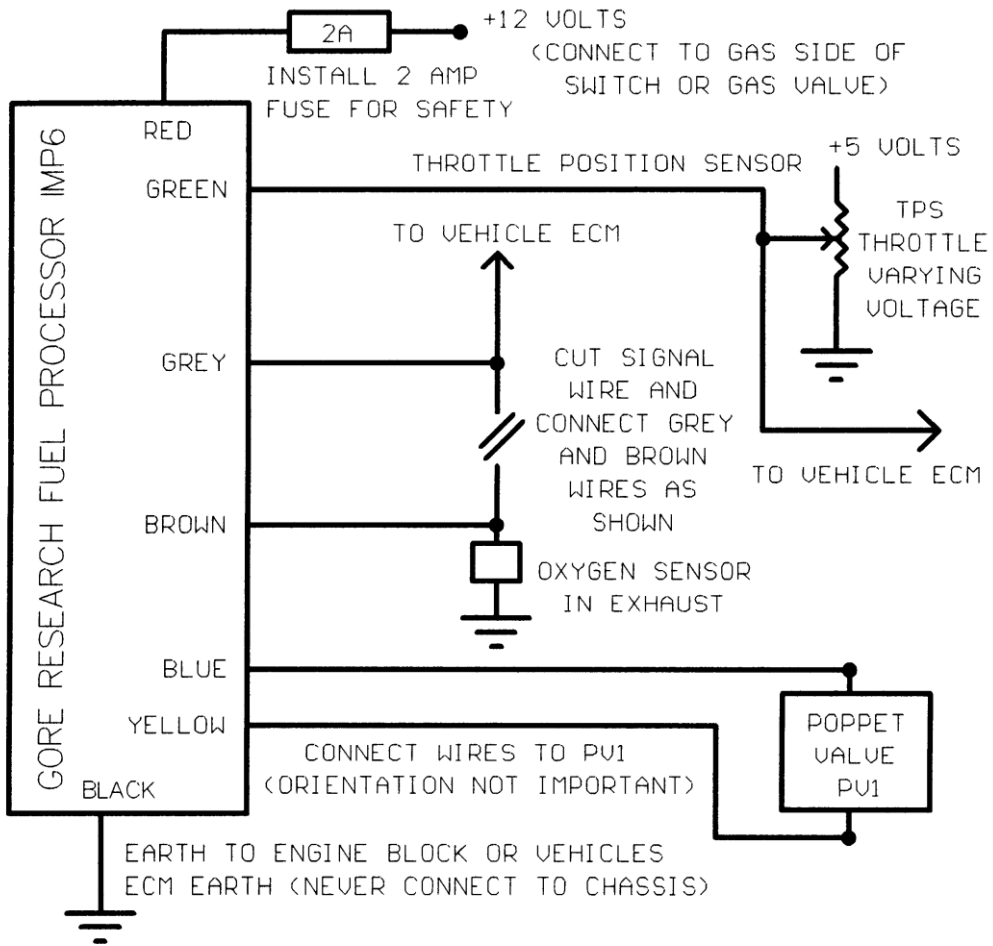 2A
+12 VOLTS
(CONNECT TO GAS SIDE OF
SWITCH OR GAS VALVE)
INSTALL 2 AMP
FUSE FOR SAFETY
GORE RESEARCH FUEL PROCESSOR IMP6
RED
GREEN
THROTTLE POSITION SENSOR
+5 VOLTS
TPS
THROTTLE
VARYING
VOLTAGE
TO VEHICLE ECM
GREY
CUT SIGNAL
WIRE AND
CONNECT GREY
AND BROWN
WIRES AS
SHOWN
TO VEHICLE ECM
BROWN
OXYGEN SENSOR
IN EXHAUST
BLUE
YELLOW
POPPET
VALVE
PV1
CONNECT WIRES TO PV1
(ORIENTATION NOT IMPORTANT)
BLACK
EARTH TO ENGINE BLOCK OR VEHICLES
ECM EARTH (NEVER CONNECT TO CHASSIS)